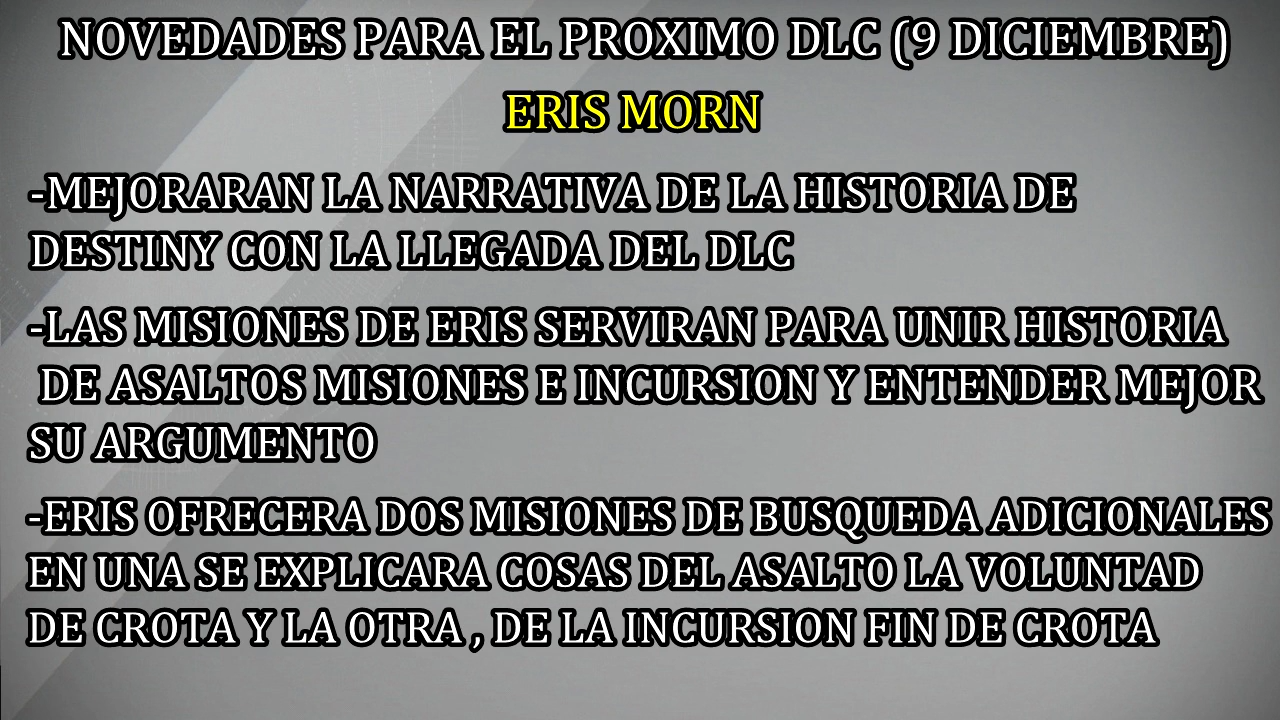 NOVEDADES PARA EL PROXIMO DLC (9 DICIEMBRE)
ERIS MORN
-MEJORARAN LA NARRATIVA DE LA HISTORIA DE
DESTINY CON LA LLEGADA DEL DLC
-LAS MISIONES DE ERIS SERVIRAN PARA UNIR HISTORIA
DE ASALTOS MISIONES E INCURSION Y ENTENDER MEJOR
SU ARGUMENTO
-ERIS OFRECERA DOS MISIONES DE BUSQUEDA ADICIONALES
EN UNA SE EXPLICARA COSAS DEL ASALTO LA VOLUNTAD
DE CROTA Y LA OTRA , DE LA INCURSION FIN DE CROTA